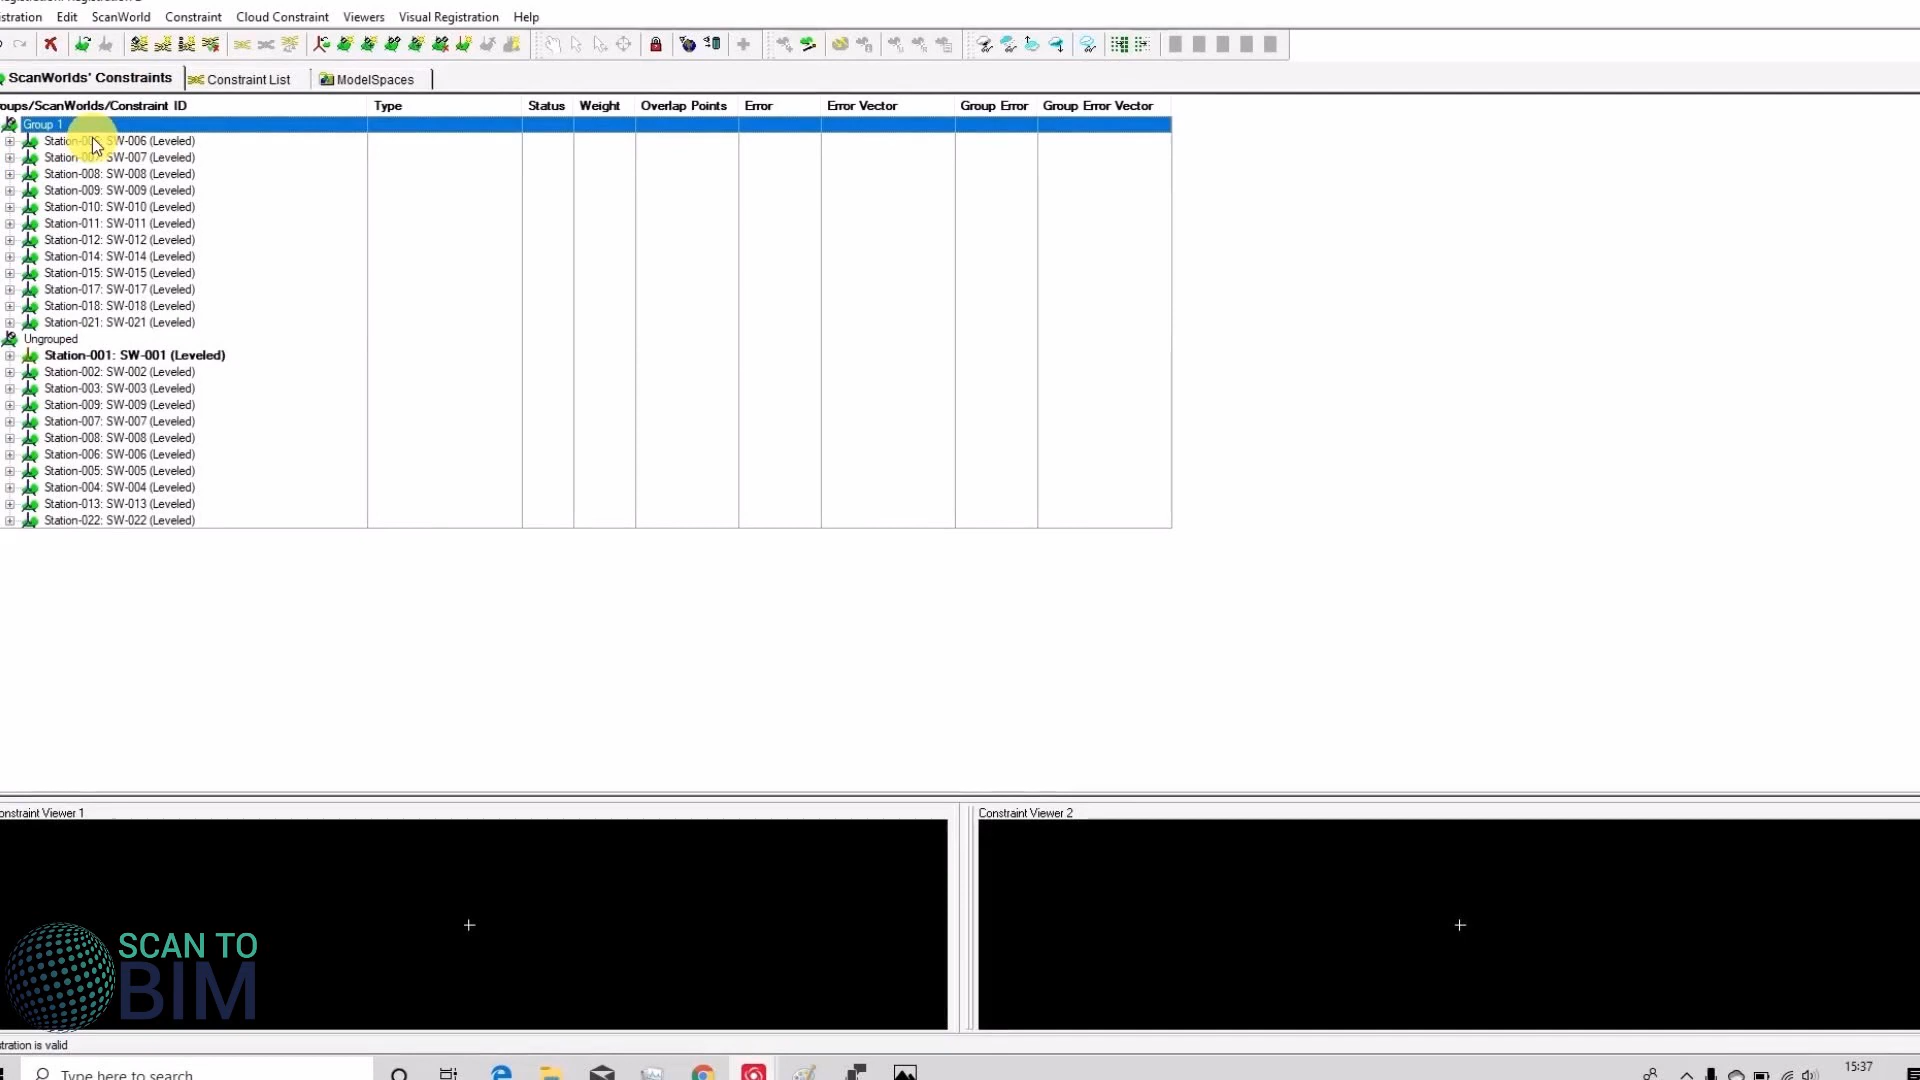 stration Edit ScanWorld Constraint Cloud Constraint Viewers Visual Registration Help
ScanWorlds' Constraints Constraint List ModelSpaces
oups/ScanWorlds/Constraint ID Type Status Weight Overlap Points Error Error Vector Group Error Group Error Vector
Group 1
Station-006: SW-006 (Leveled)
Station-007: SW-007 (Leveled)
Station-008: SW-008 (Leveled)
Station-009: SW-009 (Leveled)
Station-010: SW-010 (Leveled)
Station-011: SW-011 (Leveled)
Station-012: SW-012 (Leveled)
Station-014: SW-014 (Leveled)
Station-015: SW-015 (Leveled)
Station-017: SW-017 (Leveled)
Station-018: SW-018 (Leveled)
Station-021: SW-021 (Leveled)
Ungrouped
Station-001: SW-001 (Leveled)
Station-002: SW-002 (Leveled)
Station-003: SW-003 (Leveled)
Station-009: SW-009 (Leveled)
Station-007: SW-007 (Leveled)
Station-008: SW-008 (Leveled)
Station-006: SW-006 (Leveled)
Station-005: SW-005 (Leveled)
Station-004: SW-004 (Leveled)
Station-013: SW-013 (Leveled)
Station-022: SW-022 (Leveled)
onstraint Viewer 1 Constraint Viewer 2
SCAN TO
BIM
tration is valid
Type here to search
15:37